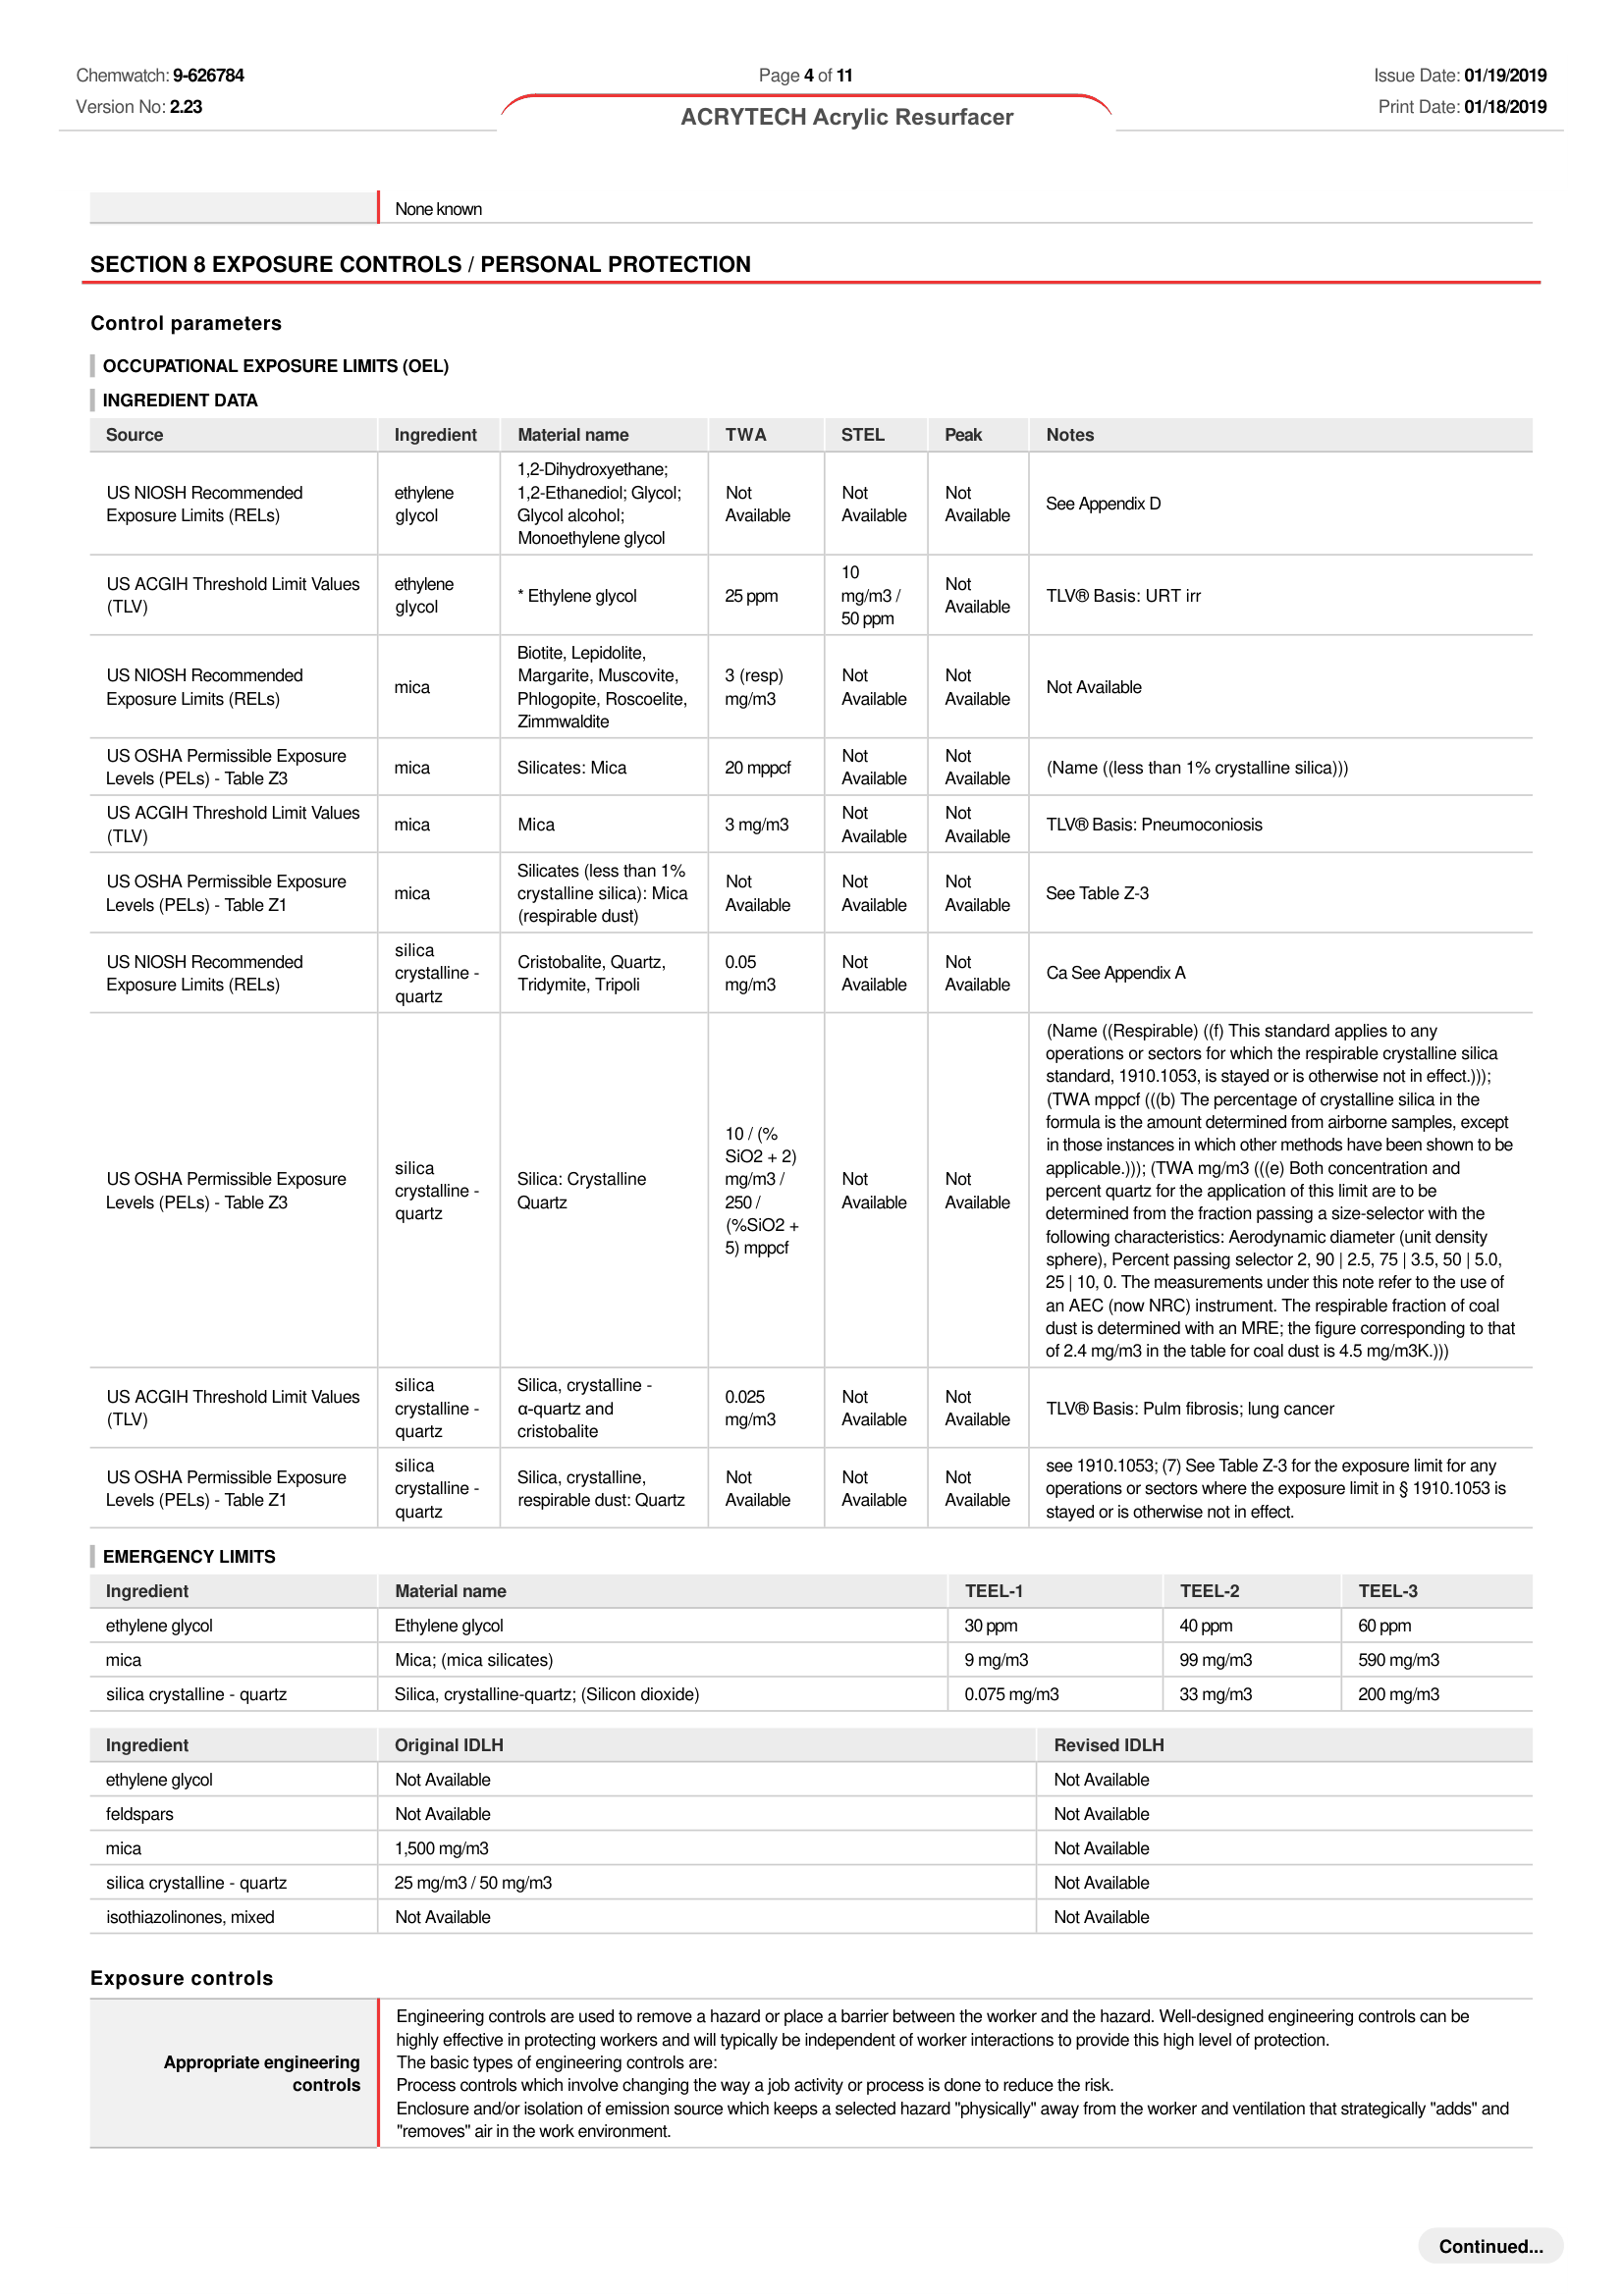 Chemwatch: 9-626784
Page 4 of 11
Issue Date: 01/19/2019
Version No: 2.23
Print Date: 01/18/2019
ACRYTECH Acrylic Resurfacer
None known
SECTION 8 EXPOSURE CONTROLS / PERSONAL PROTECTION
Control parameters
OCCUPATIONAL EXPOSURE LIMITS (OEL)
INGREDIENT DATA
Source Ingredient Material name TWA STEL Peak Notes
US NIOSH Recommended
Exposure Limits (RELs)
ethylene
glycol
1,2-Dihydroxyethane;
1,2-Ethanediol; Glycol;
Glycol alcohol;
Monoethylene glycol
Not
Available
Not
Available
Not
Available
See Appendix D
US ACGIH Threshold Limit Values
(TLV)
ethylene
glycol
* Ethylene glycol
25 ppm
10
mg/m3 /
50 ppm
Not
Available
TLV® Basis: URT irr
US NIOSH Recommended
Exposure Limits (RELs)
mica
Biotite, Lepidolite,
Margarite, Muscovite,
Phlogopite, Roscoelite,
Zimmwaldite
3 (resp)
mg/m3
Not
Available
Not
Available
Not Available
US OSHA Permissible Exposure
Levels (PELs) - Table Z3
mica
Silicates: Mica
20 mppcf
Not
Available
Not
Available
(Name ((less than 1% crystalline silica)))
US ACGIH Threshold Limit Values
(TLV)
mica
Mica
3 mg/m3
Not
Available
Not
Available
TLV® Basis: Pneumoconiosis
US OSHA Permissible Exposure
Levels (PELs) - Table Z1
mica
Silicates (less than 1%
crystalline silica): Mica
(respirable dust)
Not
Available
Not
Available
Not
Available
See Table Z-3
US NIOSH Recommended
Exposure Limits (RELs)
silica
crystalline -
quartz
Cristobalite, Quartz,
Tridymite, Tripoli
0.05
mg/m3
Not
Available
Not
Available
Ca See Appendix A
US OSHA Permissible Exposure
Levels (PELs) - Table Z3
silica
crystalline -
quartz
Silica: Crystalline
Quartz
10 / (%
SiO2 + 2)
mg/m3 /
250 /
(%SiO2 +
5) mppcf
Not
Available
Not
Available
(Name ((Respirable) ((f) This standard applies to any
operations or sectors for which the respirable crystalline silica
standard, 1910.1053, is stayed or is otherwise not in effect.)));
(TWA mppcf (((b) The percentage of crystalline silica in the
formula is the amount determined from airborne samples, except
in those instances in which other methods have been shown to be
applicable.))); (TWA mg/m3 (((e) Both concentration and
percent quartz for the application of this limit are to be
determined from the fraction passing a size-selector with the
following characteristics: Aerodynamic diameter (unit density
sphere), Percent passing selector 2, 90 | 2.5, 75 | 3.5, 50 | 5.0,
25 | 10, 0. The measurements under this note refer to the use of
an AEC (now NRC) instrument. The respirable fraction of coal
dust is determined with an MRE; the figure corresponding to that
of 2.4 mg/m3 in the table for coal dust is 4.5 mg/m3K.)))
US ACGIH Threshold Limit Values
(TLV)
silica
crystalline -
quartz
Silica, crystalline -
α-quartz and
cristobalite
0.025
mg/m3
Not
Available
Not
Available
TLV® Basis: Pulm fibrosis; lung cancer
US OSHA Permissible Exposure
Levels (PELs) - Table Z1
silica
crystalline -
quartz
Silica, crystalline,
respirable dust: Quartz
Not
Available
Not
Available
Not
Available
see 1910.1053; (7) See Table Z-3 for the exposure limit for any
operations or sectors where the exposure limit in § 1910.1053 is
stayed or is otherwise not in effect.
EMERGENCY LIMITS
Ingredient Material name TEEL-1 TEEL-2 TEEL-3
ethylene glycol Ethylene glycol 30 ppm 40 ppm 60 ppm
mica Mica; (mica silicates) 9 mg/m3 99 mg/m3 590 mg/m3
silica crystalline - quartz Silica, crystalline-quartz; (Silicon dioxide) 0.075 mg/m3 33 mg/m3 200 mg/m3
Ingredient Original IDLH Revised IDLH
ethylene glycol Not Available Not Available
feldspars Not Available Not Available
mica 1,500 mg/m3 Not Available
silica crystalline - quartz 25 mg/m3 / 50 mg/m3 Not Available
isothiazolinones, mixed Not Available Not Available
Exposure controls
Appropriate engineering
controls
Engineering controls are used to remove a hazard or place a barrier between the worker and the hazard. Well-designed engineering controls can be
highly effective in protecting workers and will typically be independent of worker interactions to provide this high level of protection.
The basic types of engineering controls are:
Process controls which involve changing the way a job activity or process is done to reduce the risk.
Enclosure and/or isolation of emission source which keeps a selected hazard "physically" away from the worker and ventilation that strategically "adds" and
"removes" air in the work environment.
Continued...